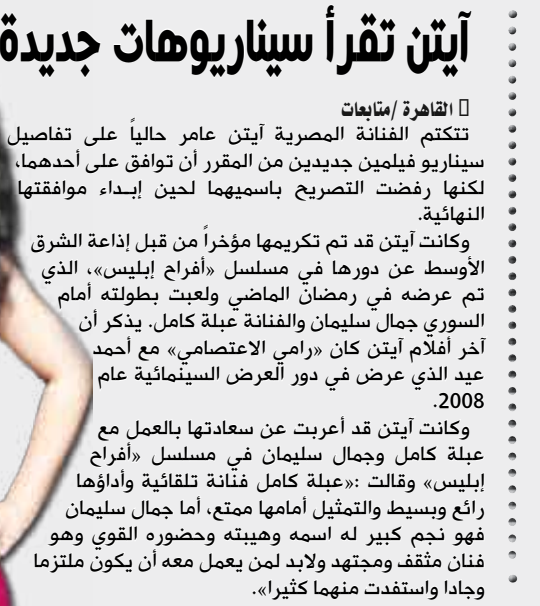 آيتن تقرأ سيناريوهات جديدة
القاهرة /متابعات
تتكتم الفنانة المصرية آيتن عامر حالياً على تفاصيل
سيناريو فيلمين جديدين من المقرر أن توافق على أحدهما،
لكنها رفضت التصريح باسميهما لحين إبـداء موافقتها
النهائية.
وكانت آيتن قد تم تكريمها مؤخراً من قبل إذاعة الشرق
الأوسط عن دورها في مسلسل «أفراح إبليس»، الذي
تم عرضه في رمضان الماضي ولعبت بطولته أمام
السوري جمال سليمان والفنانة عبلة كامل. يذكر أن
آخر أفلام آيتن كان «رامي الاعتصامي» مع أحمد
عيد الذي عرض في دور العرض السينمائية عام
2008.
وكانت آيتن قد أعربت عن سعادتها بالعمل مع
عبلة كامل وجمال سليمان في مسلسل «أفراح
إبليس» وقالت :«عبلة كامل فنانة تلقائية وأداؤها
رائع وبسيط والتمثيل أمامها ممتع، أما جمال سليمان
فهو نجم كبير له اسمه وهيبته وحضوره القوي وهو
فنان مثقف ومجتهد ولابد لمن يعمل معه أن يكون ملتزما
وجادا واستفدت منهما كثيرا».